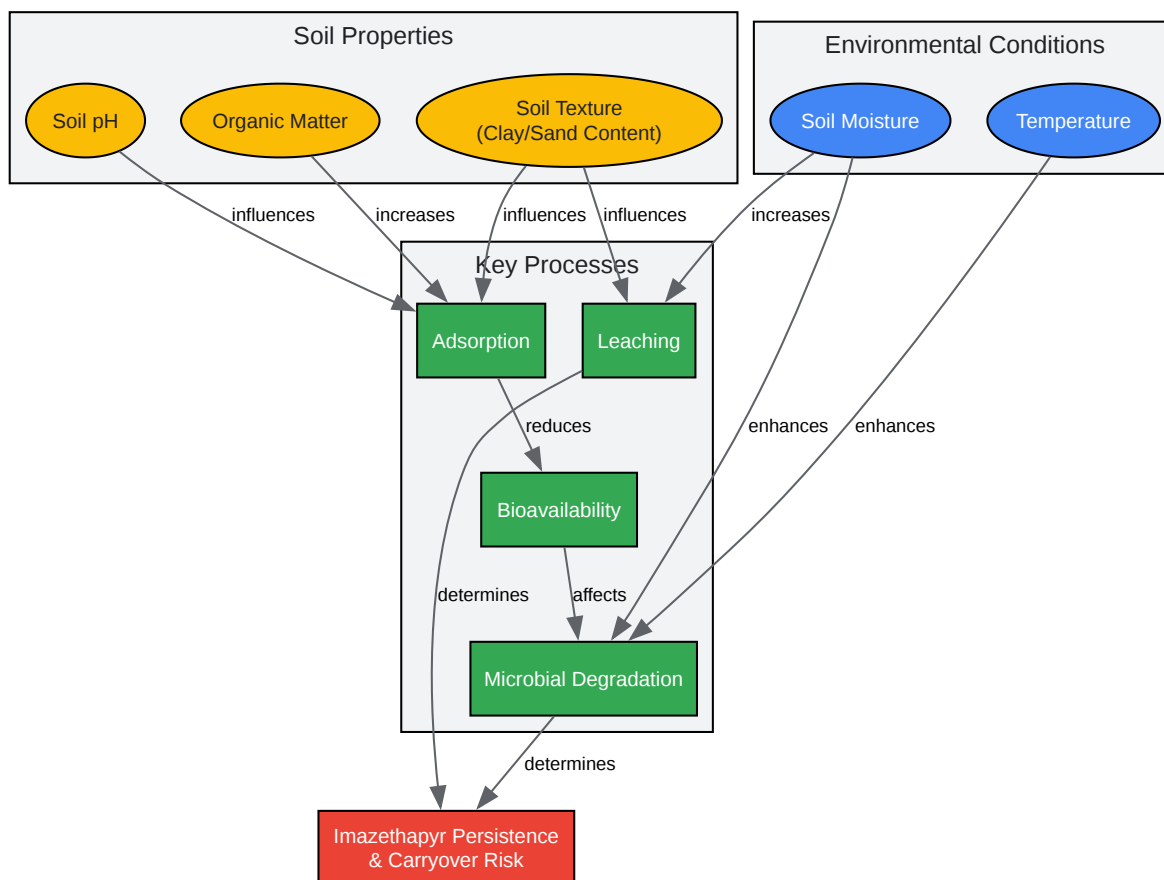 Soil Properties
Environmental Conditions
Soil pH
Organic Matter
Soil Texture
(Clay/Sand Content)
Soil Moisture
Temperature
influences
increases
influences
influences
increases
Key Processes
Adsorption
Leaching
reduces
enhances
enhances
Bioavailability
determines
affects
Microbial Degradation
determines
Imazethapyr Persistence
& Carryover Risk